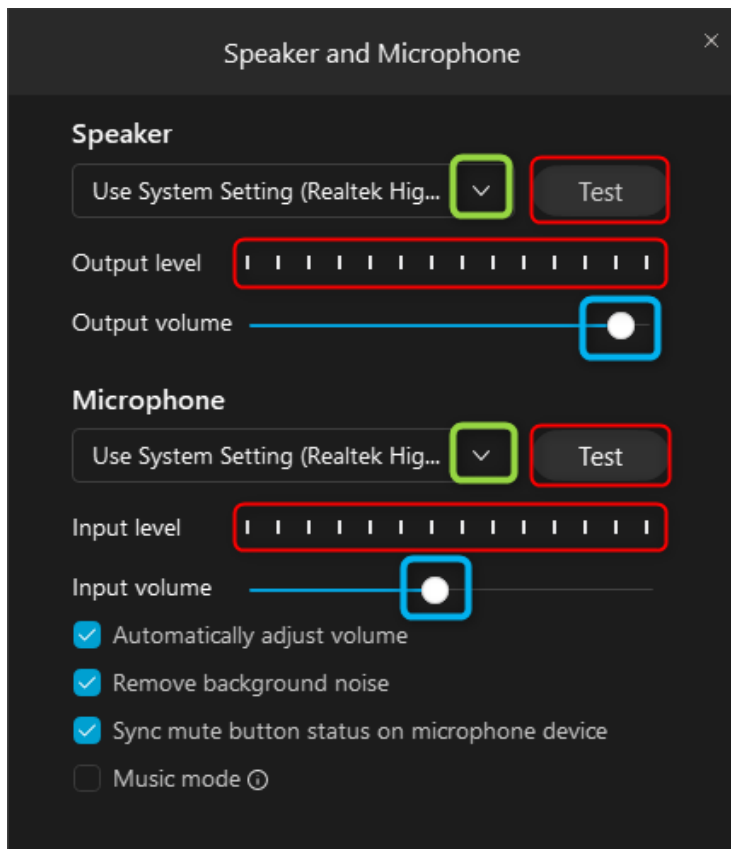 Speaker and Microphone
Speaker
Use System Setting (Realtek Hig... Test
Output level
Output volume
Microphone
Use System Setting (Realtek Hig... Test
Input level
Input volume
Automatically adjust volume
Remove background noise
Sync mute button status on microphone device
Music mode